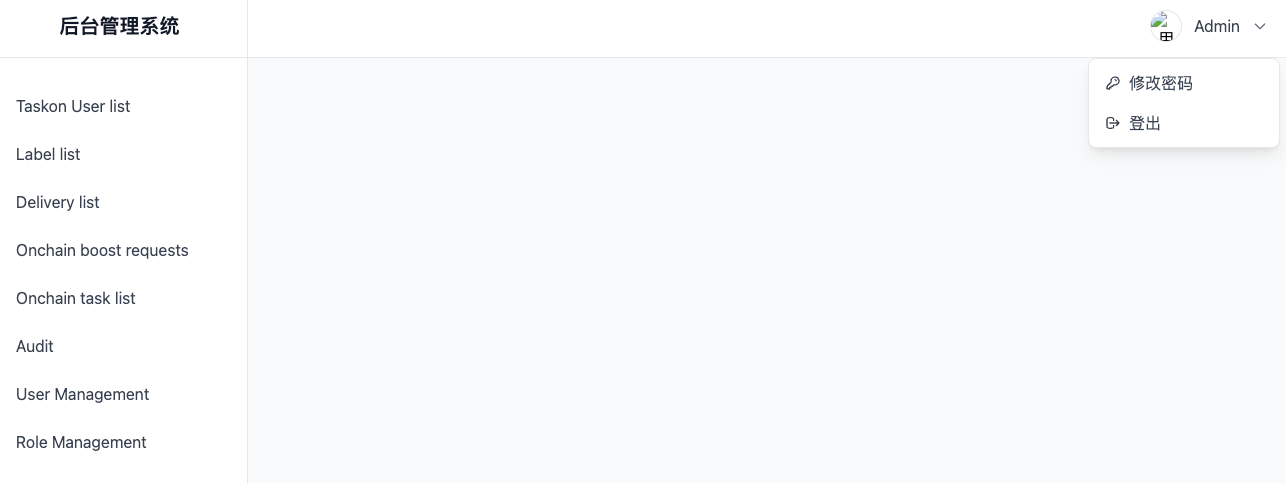 后台管理系统
Admin
修改密码
登出
Taskon User list
Label list
Delivery list
Onchain boost requests
Onchain task list
Audit
User Management
Role Management